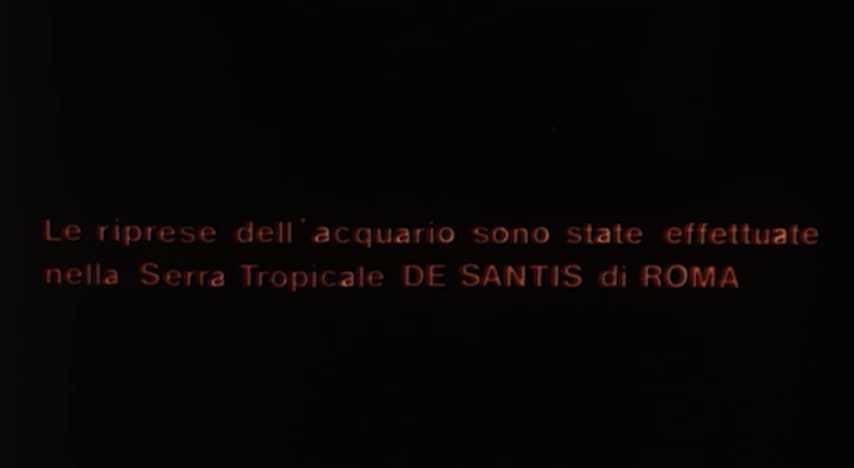 Le riprese dell'acquario sono state effettuate
nella Serra Tropicale DE SANTIS di ROMA